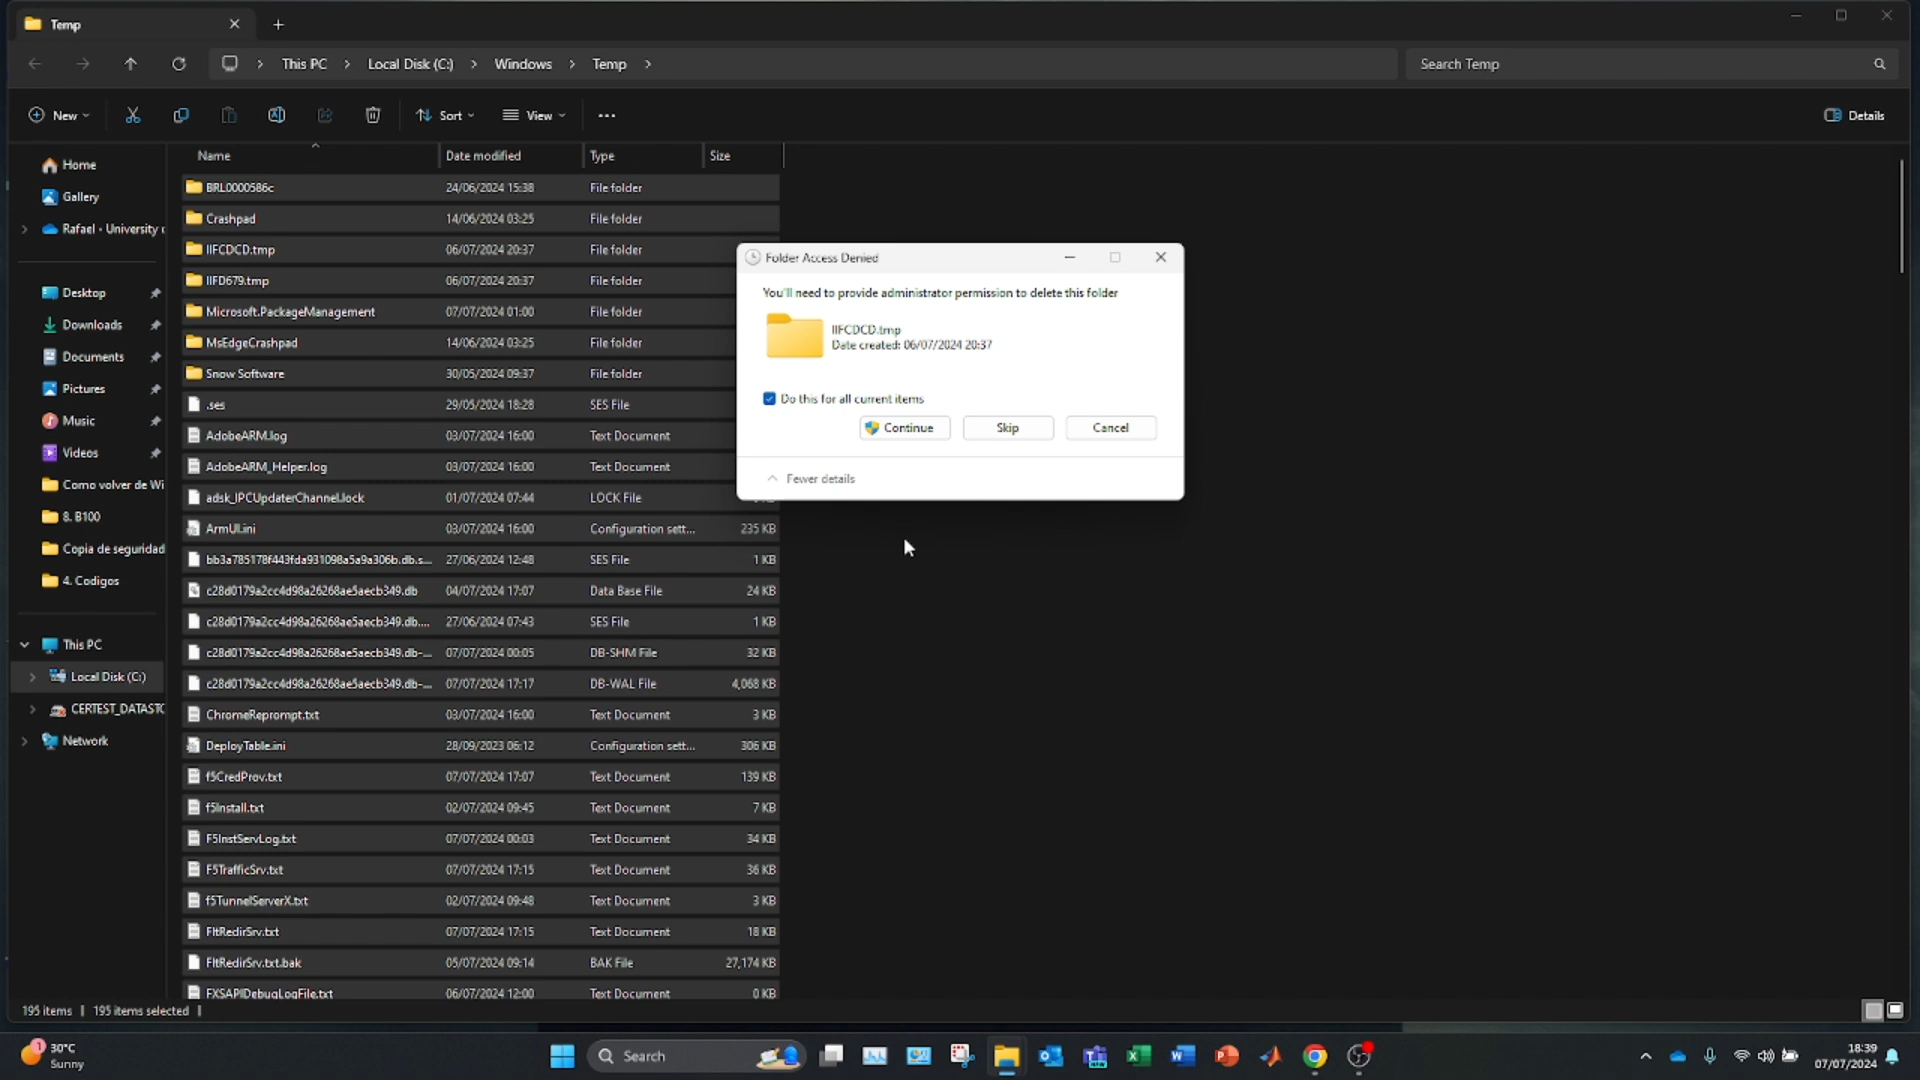 Temp
This PC
Local Disk (C:)
Windows
Temp
Search Temp
New
Sort
View
Details
Name
Date modified
Type
Size
Home
Gallery
Rafael - University
Desktop
Downloads
Documents
Pictures
Music
Videos
Como volver de Wi
8. B100
Copia de seguridad
4. Codigos
This PC
Local Disk (C:)
CERTEST_DATASTO
Network
BRL0000586c 24/06/2024 15:38 File folder
Crashpad 14/06/2024 03:25 File folder
IIFCDCD.tmp 06/07/2024 20:37 File folder
IIFD679.tmp 06/07/2024 20:37 File folder
Microsoft.PackageManagement 07/07/2024 01:00 File folder
MsEdgeCrashpad 14/06/2024 03:25 File folder
Snow Software 30/05/2024 09:37 File folder
.ses 29/05/2024 18:28 SES File
AdobeARM.log 03/07/2024 16:00 Text Document
AdobeARM_Helper.log 03/07/2024 16:00 Text Document
adsk_IPCUpdaterChannel.lock 01/07/2024 07:44 LOCK File
ArmUI.ini 03/07/2024 16:00 Configuration sett... 235 KB
bb3a785178f443fda931098a5a9a306b.db.s... 27/06/2024 12:48 SES File 1 KB
c28d0179a2cc4d98a26268ae5aecb349.db 04/07/2024 17:07 Data Base File 24 KB
c28d0179a2cc4d98a26268ae5aecb349.db.... 27/06/2024 07:43 SES File 1 KB
c28d0179a2cc4d98a26268ae5aecb349.db-... 07/07/2024 00:05 DB-SHM File 32 KB
c28d0179a2cc4d98a26268ae5aecb349.db-... 07/07/2024 17:17 DB-WAL File 4,068 KB
ChromeReprompt.txt 03/07/2024 16:00 Text Document 3 KB
DeployTable.ini 28/09/2023 06:12 Configuration sett... 306 KB
f5CredProv.txt 07/07/2024 17:07 Text Document 139 KB
f5Install.txt 02/07/2024 09:45 Text Document 7 KB
F5InstServLog.txt 07/07/2024 00:03 Text Document 34 KB
F5TrafficSrv.txt 07/07/2024 17:15 Text Document 36 KB
f5TunnelServerX.txt 02/07/2024 09:48 Text Document 3 KB
FltRedirSrv.txt 07/07/2024 17:15 Text Document 18 KB
FltRedirSrv.txt.bak 05/07/2024 09:14 BAK File 27,174 KB
FXSAPIDebugLogFile.txt 06/07/2024 12:00 Text Document 0 KB
Folder Access Denied
You'll need to provide administrator permission to delete this folder
IIFCDCD.tmp
Date created: 06/07/2024 20:37
Do this for all current items
Continue
Skip
Cancel
Fewer details
195 items
195 items selected
1
30°C
Sunny
Search
18:39
07/07/2024